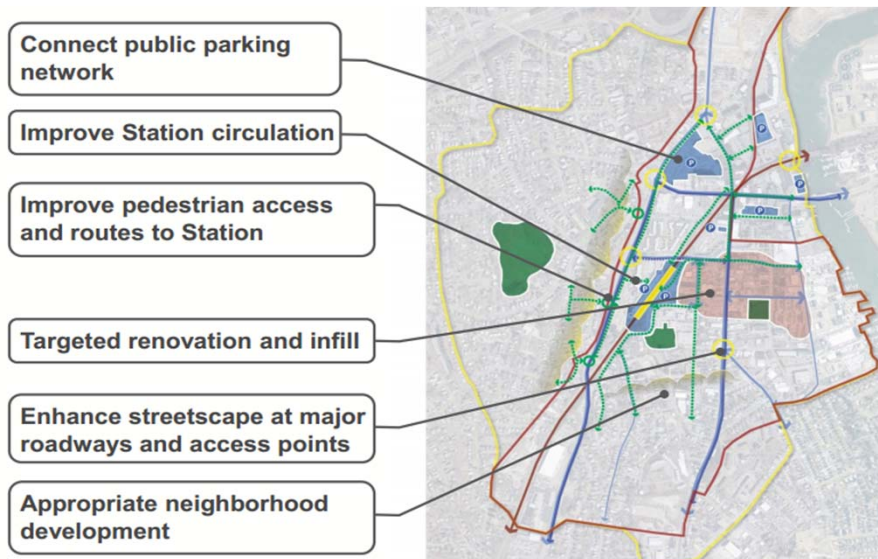 Connect public parking
network
Improve Station circulation
Improve pedestrian access
and routes to Station
Targeted renovation and infill
Enhance streetscape at major
roadways and access points
Appropriate neighborhood
development
P
P
P
P
P
P
P